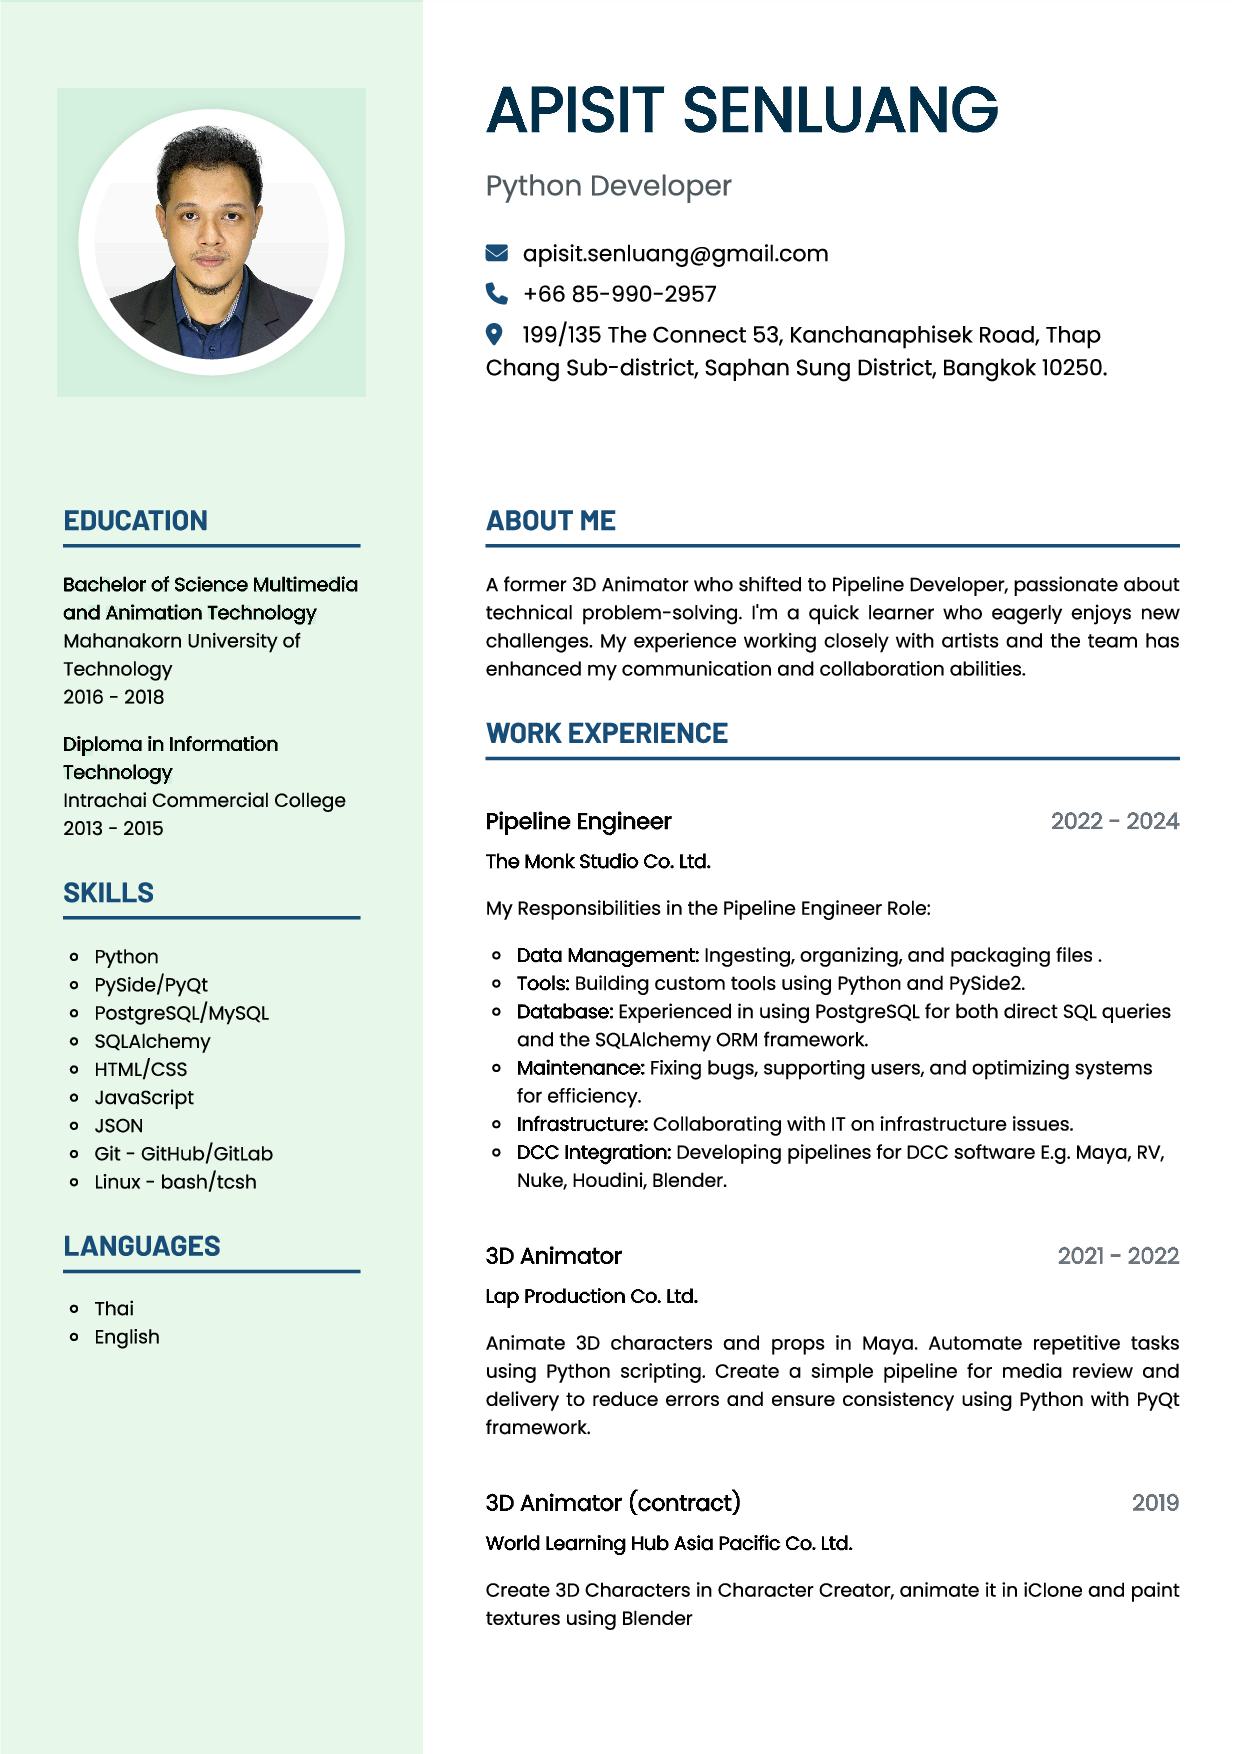 APISIT SENLUANG
Python Developer
apisit.senluang@gmail.com
+66 85-990-2957
199/135 The Connect 53, Kanchanaphisek Road, Thap
Chang Sub-district, Saphan Sung District, Bangkok 10250.
EDUCATION
Bachelor of Science Multimedia
and Animation Technology
Mahanakorn University of
Technology
2016 - 2018
Diploma in Information
Technology
Intrachai Commercial College
2013 - 2015
SKILLS
Python
PySide/PyQt
PostgreSQL/MySQL
SQLAlchemy
HTML/CSS
JavaScript
JSON
Git - GitHub/GitLab
Linux - bash/tcsh
LANGUAGES
Thai
English
ABOUT ME
A former 3D Animator who shifted to Pipeline Developer, passionate about
technical problem-solving. I'm a quick learner who eagerly enjoys new
challenges. My experience working closely with artists and the team has
enhanced my communication and collaboration abilities.
WORK EXPERIENCE
Pipeline Engineer 2022 - 2024
The Monk Studio Co. Ltd.
My Responsibilities in the Pipeline Engineer Role:
Data Management: Ingesting, organizing, and packaging files .
Tools: Building custom tools using Python and PySide2.
Database: Experienced in using PostgreSQL for both direct SQL queries
and the SQLAlchemy ORM framework.
Maintenance: Fixing bugs, supporting users, and optimizing systems
for efficiency.
Infrastructure: Collaborating with IT on infrastructure issues.
DCC Integration: Developing pipelines for DCC software E.g. Maya, RV,
Nuke, Houdini, Blender.
3D Animator 2021 - 2022
Lap Production Co. Ltd.
Animate 3D characters and props in Maya. Automate repetitive tasks
using Python scripting. Create a simple pipeline for media review and
delivery to reduce errors and ensure consistency using Python with PyQt
framework.
3D Animator (contract) 2019
World Learning Hub Asia Pacific Co. Ltd.
Create 3D Characters in Character Creator, animate it in iClone and paint
textures using Blender